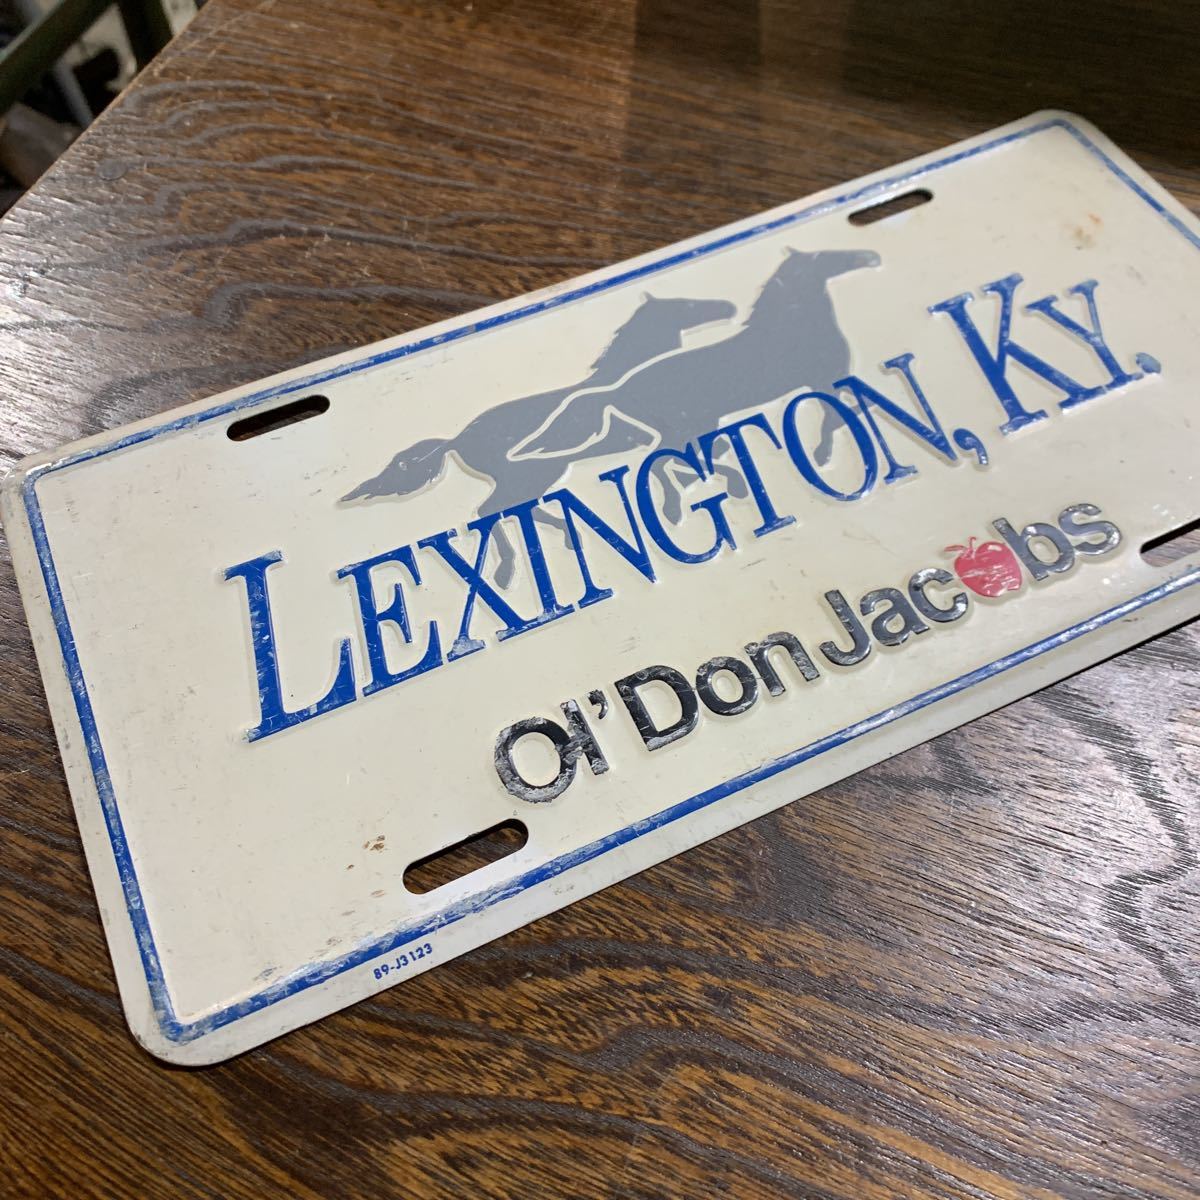 LEXINGTON, KY.
Ol' Don Jacobs
89-J3123